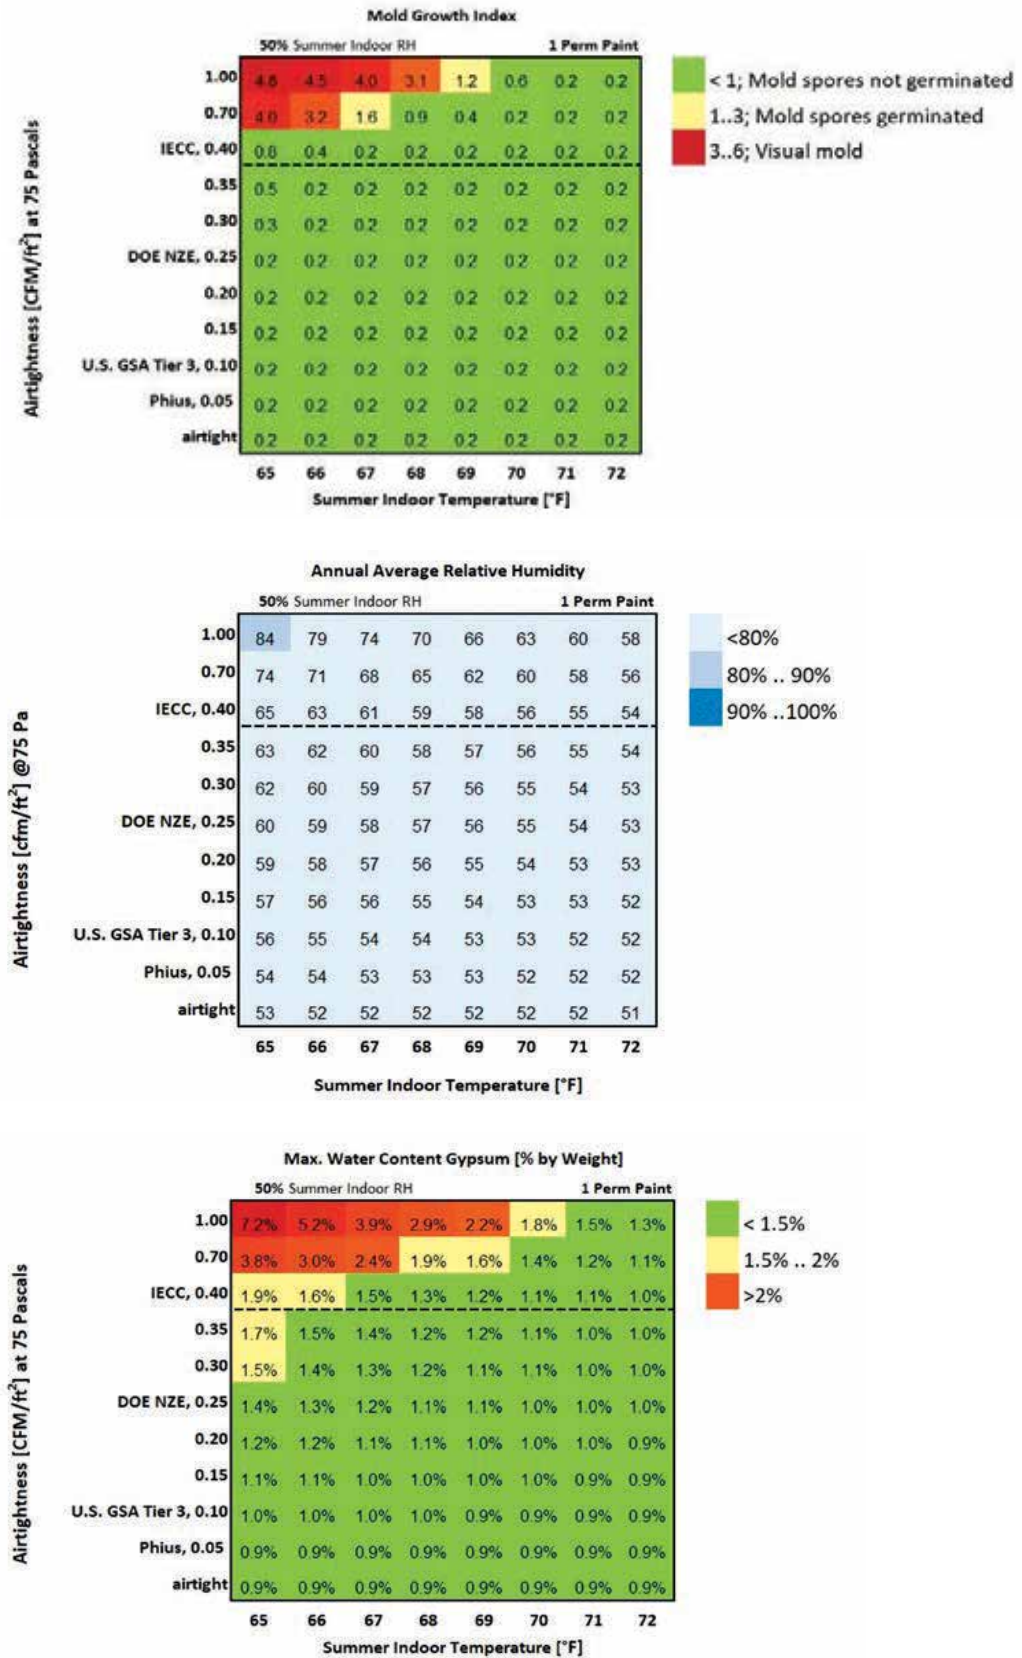 Mold Growth Index
50% Summer Indoor RH 1 Perm Paint
Airtightness [CFM/ft²] at 75 Pascals
1.00 4.8 4.5 4.0 3.1 1.2 0.6 0.2 0.2
0.70 4.0 3.2 1.6 0.9 0.4 0.2 0.2 0.2
IECC, 0.40 0.8 0.4 0.2 0.2 0.2 0.2 0.2 0.2
0.35 0.5 0.2 0.2 0.2 0.2 0.2 0.2 0.2
0.30 0.3 0.2 0.2 0.2 0.2 0.2 0.2 0.2
DOE NZE, 0.25 0.2 0.2 0.2 0.2 0.2 0.2 0.2 0.2
0.20 0.2 0.2 0.2 0.2 0.2 0.2 0.2 0.2
0.15 0.2 0.2 0.2 0.2 0.2 0.2 0.2 0.2
U.S. GSA Tier 3, 0.10 0.2 0.2 0.2 0.2 0.2 0.2 0.2 0.2
Phius, 0.05 0.2 0.2 0.2 0.2 0.2 0.2 0.2 0.2
airtight 0.2 0.2 0.2 0.2 0.2 0.2 0.2 0.2
65 66 67 68 69 70 71 72
Summer Indoor Temperature [°F]
< 1; Mold spores not germinated
1..3; Mold spores germinated
3..6; Visual mold
Annual Average Relative Humidity
50% Summer Indoor RH 1 Perm Paint
Airtightness [cfm/ft²] @75 Pa
1.00 84 79 74 70 66 63 60 58
0.70 74 71 68 65 62 60 58 56
IECC, 0.40 65 63 61 59 58 56 55 54
0.35 63 62 60 58 57 56 55 54
0.30 62 60 59 57 56 55 54 53
DOE NZE, 0.25 60 59 58 57 56 55 54 53
0.20 59 58 57 56 55 54 53 53
0.15 57 56 56 55 54 53 53 52
U.S. GSA Tier 3, 0.10 56 55 54 54 53 53 52 52
Phius, 0.05 54 54 53 53 53 52 52 52
airtight 53 52 52 52 52 52 52 51
65 66 67 68 69 70 71 72
Summer Indoor Temperature [°F]
<80%
80% .. 90%
90% ..100%
Max. Water Content Gypsum [% by Weight]
50% Summer Indoor RH 1 Perm Paint
Airtightness [CFM/ft²] at 75 Pascals
1.00 7.2% 5.2% 3.9% 2.9% 2.2% 1.8% 1.5% 1.3%
0.70 3.8% 3.0% 2.4% 1.9% 1.6% 1.4% 1.2% 1.1%
IECC, 0.40 1.9% 1.6% 1.5% 1.3% 1.2% 1.1% 1.1% 1.0%
0.35 1.7% 1.5% 1.4% 1.2% 1.2% 1.1% 1.0% 1.0%
0.30 1.5% 1.4% 1.3% 1.2% 1.1% 1.1% 1.0% 1.0%
DOE NZE, 0.25 1.4% 1.3% 1.2% 1.1% 1.1% 1.0% 1.0% 1.0%
0.20 1.2% 1.2% 1.1% 1.1% 1.0% 1.0% 1.0% 0.9%
0.15 1.1% 1.1% 1.0% 1.0% 1.0% 1.0% 0.9% 0.9%
U.S. GSA Tier 3, 0.10 1.0% 1.0% 1.0% 1.0% 0.9% 0.9% 0.9% 0.9%
Phius, 0.05 0.9% 0.9% 0.9% 0.9% 0.9% 0.9% 0.9% 0.9%
airtight 0.9% 0.9% 0.9% 0.9% 0.9% 0.9% 0.9% 0.9%
65 66 67 68 69 70 71 72
Summer Indoor Temperature [°F]
< 1.5%
1.5% .. 2%
>2%